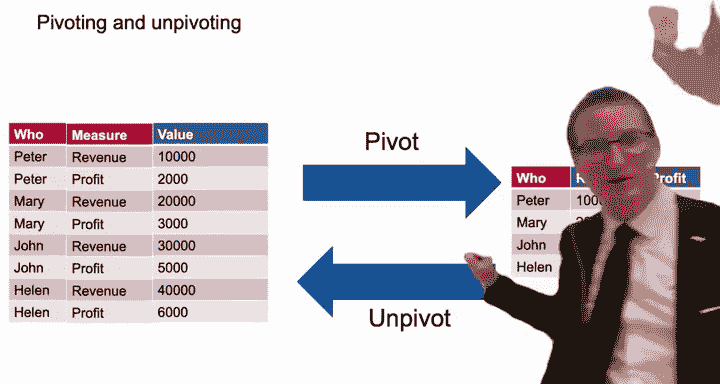 Pivoting and unpivoting
Who Measure Value
Peter Revenue 10000
Peter Profit 2000
Mary Revenue 20000
Mary Profit 3000
John Revenue 30000
John Profit 5000
Helen Revenue 40000
Helen Profit 6000
Pivot
Unpivot
Who Profit
Peter
Mary
John
Helen